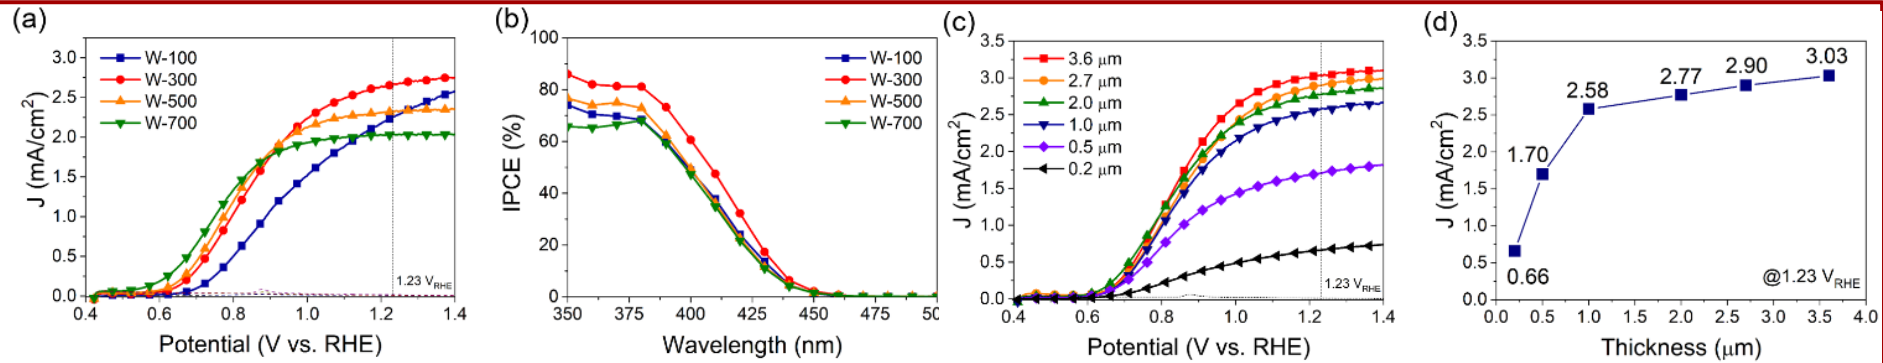 (a)
J (mA/cm²)
3.0
2.5
2.0
1.5
1.0
0.5
0.0
W-100
W-300
W-500
W-700
1.23 V_RHE
0.4 0.6 0.8 1.0 1.2 1.4
Potential (V vs. RHE)
(b)
IPCE (%)
100
80
60
40
20
0
W-100
W-300
W-500
W-700
350 375 400 425 450 475 50
Wavelength (nm)
(c)
J (mA/cm²)
3.5
3.0
2.5
2.0
1.5
1.0
0.5
0.0
3.6 μm
2.7 μm
2.0 μm
1.0 μm
0.5 μm
0.2 μm
1.23 V_RHE
0.4 0.6 0.8 1.0 1.2 1.4
Potential (V vs. RHE)
(d)
J (mA/cm²)
3.5
3.0
2.5
2.0
1.5
1.0
0.5
0.0
0.66
1.70
2.58
2.77
2.90
3.03
@1.23 V_RHE
0.0 0.5 1.0 1.5 2.0 2.5 3.0 3.5 4.0
Thickness (μm)